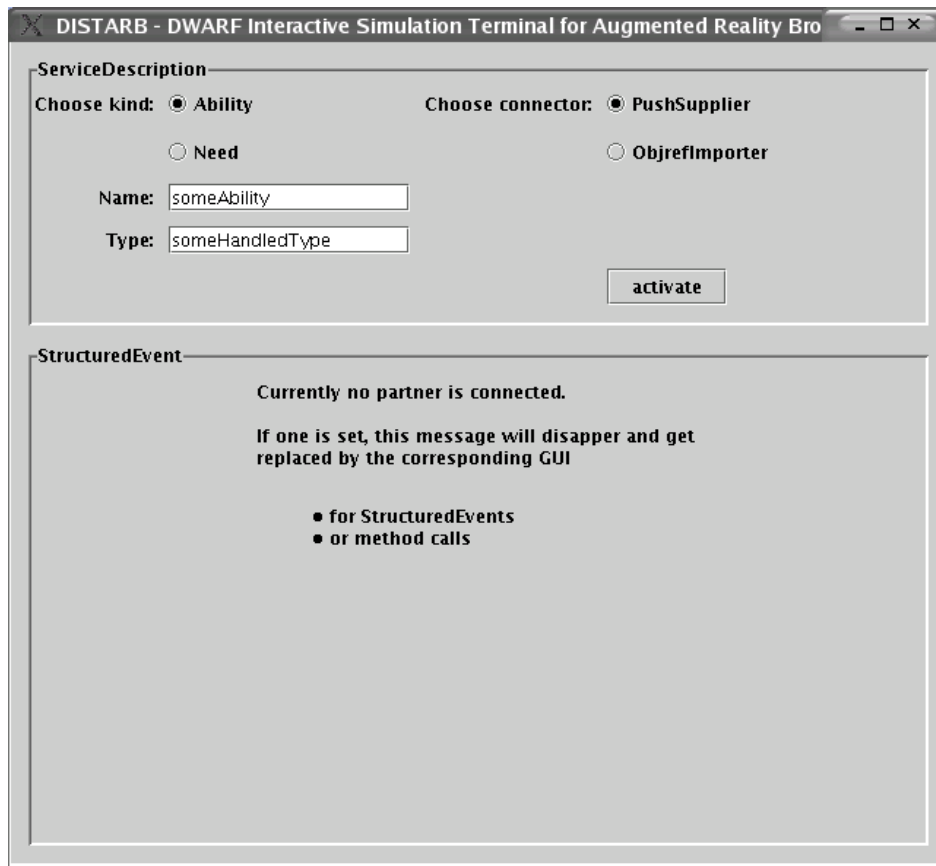 DISTARB - DWARF Interactive Simulation Terminal for Augmented Reality Bro
ServiceDescription
Choose kind: Ability Choose connector: PushSupplier
Need ObjrefImporter
Name: someAbility
Type: someHandledType
activate
StructuredEvent
Currently no partner is connected.
If one is set, this message will disapper and get
replaced by the corresponding GUI
• for StructuredEvents
• or method calls